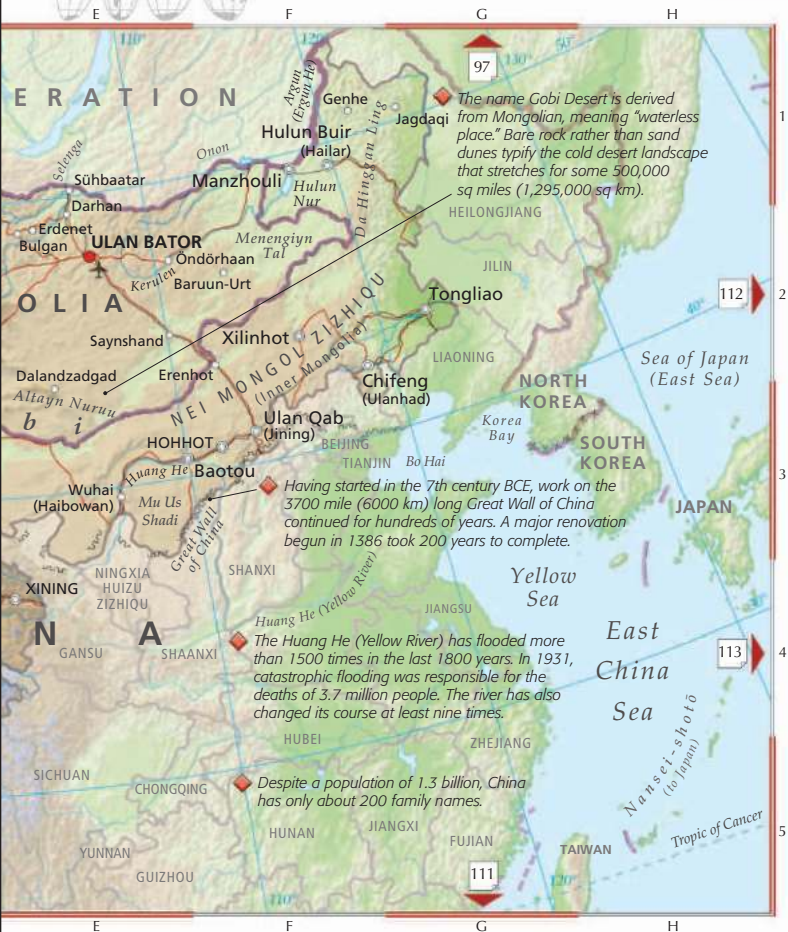 E F G H
110°
120°
130°
50°
97
E R A T I O N
Argun
(Ergun He)
Genhe
Jagdaqi
Hulun Buir
(Hailar)
Da Hinggan Ling
The name Gobi Desert is derived
from Mongolian, meaning “waterless
place.” Bare rock rather than sand
dunes typify the cold desert landscape
that stretches for some 500,000
sq miles (1,295,000 sq km).
1
Selenga
Onon
Sühbaatar
Manzhouli
Hulun
Nur
Darhan
Erdenet
Bulgan
ULAN BATOR
Öndörhaan
Menengiyn
Tal
Kerulen
Baruun-Urt
HEILONGJIANG
JILIN
O L I A
Tongliao
112
2
40°
Saynshand
Xilinhot
NEI MONGOL ZIZHIQU
(Inner Mongolia)
LIAONING
Sea of Japan
(East Sea)
Dalandzadgad
Erenhot
Altayn Nuruu
b i
Chifeng
(Ulanhad)
NORTH
KOREA
Ulan Qab
(Jining)
Korea
Bay
SOUTH
KOREA
HOHHOT
BEIJING
TIANJIN
Bo Hai
Huang He
Baotou
3
Wuhai
(Haibowan)
Mu Us
Shadi
Great Wall
of China
Having started in the 7th century BCE, work on the
3700 mile (6000 km) long Great Wall of China
continued for hundreds of years. A major renovation
begun in 1386 took 200 years to complete.
JAPAN
XINING
NINGXIA
HUIZU
ZIZHIQU
SHANXI
Yellow
Sea
30°
Huang He (Yellow River)
JIANGSU
N A
GANSU
SHAANXI
The Huang He (Yellow River) has flooded more
than 1500 times in the last 1800 years. In 1931,
catastrophic flooding was responsible for the
deaths of 3.7 million people. The river has also
changed its course at least nine times.
East
China
Sea
113
4
HUBEI
ZHEJIANG
Nansei-shotō
(to Japan)
SICHUAN
CHONGQING
Despite a population of 1.3 billion, China
has only about 200 family names.
HUNAN
JIANGXI
FUJIAN
YUNNAN
GUIZHOU
TAIWAN
Tropic of Cancer
5
111
110°
120°
E F G H